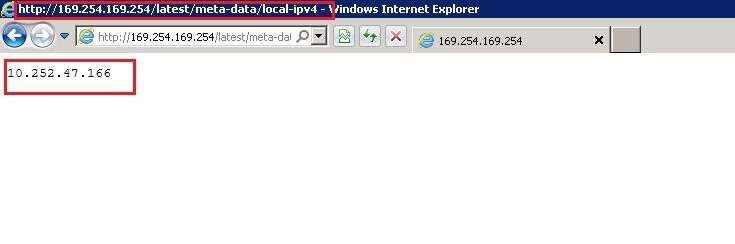 http://169.254.169.254/latest/meta-data/local-ipv4 - Windows Internet Explorer
http://169.254.169.254/latest/meta-dat
169.254.169.254
10.252.47.166